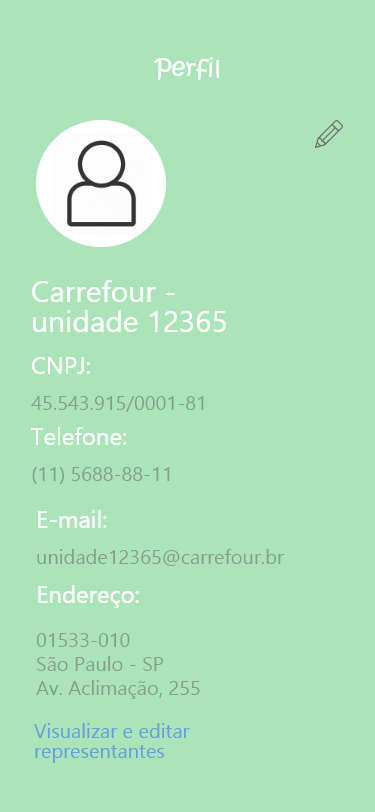 Perfil
Carrefour -
unidade 12365
CNPJ:
45.543.915/0001-81
Telefone:
(11) 5688-88-11
E-mail:
unidade12365@carrefour.br
Endereço:
01533-010
São Paulo - SP
Av. Aclimação, 255
Visualizar e editar
representantes